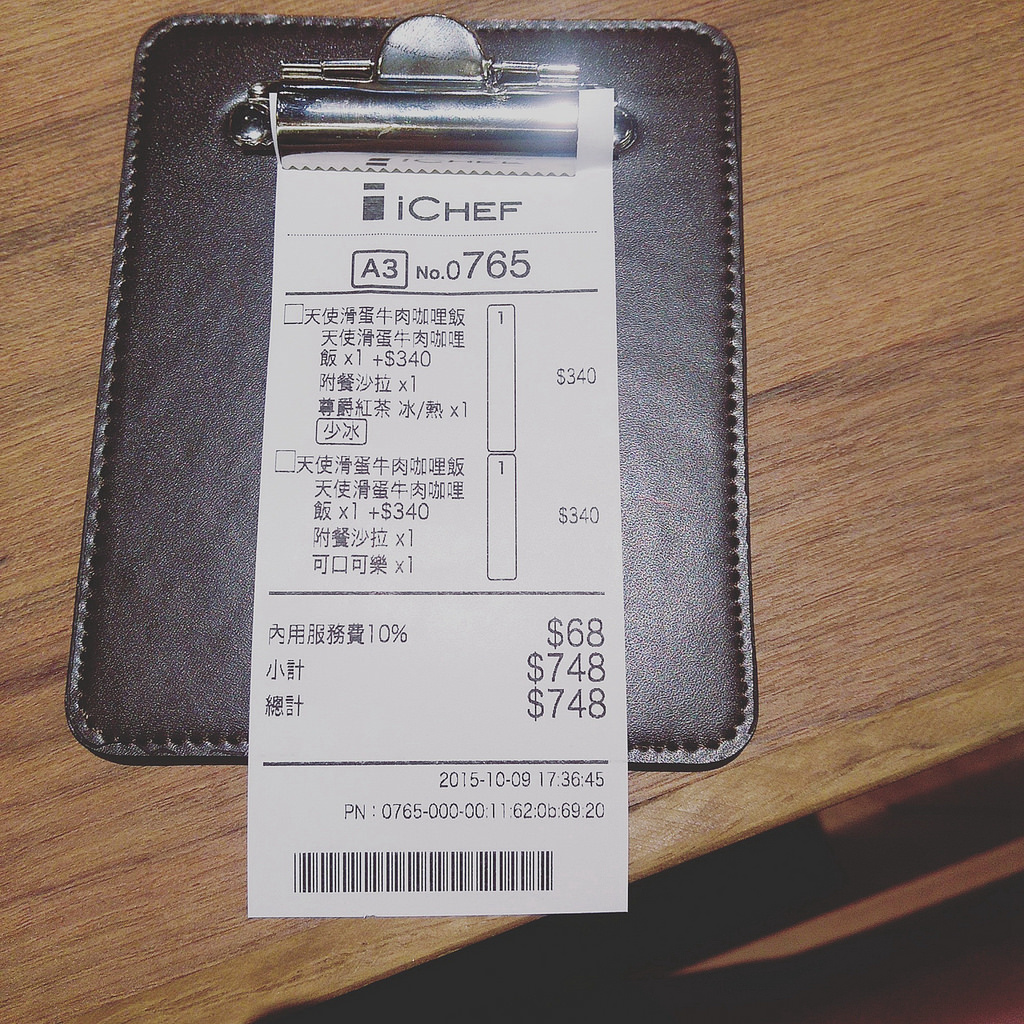 iCHEF
A3 No.0765
天使滑蛋牛肉咖哩飯 1
天使滑蛋牛肉咖哩
飯 x1 +$340
$340
附餐沙拉 x1
尊爵紅茶 冰/熱 x1
少冰
天使滑蛋牛肉咖哩飯 1
天使滑蛋牛肉咖哩
飯 x1 +$340
$340
附餐沙拉 x1
可口可樂 x1
內用服務費10% $68
小計 $748
總計 $748
2015-10-09 17:36:45
PN：0765-000-00:11:62:0b:69:20